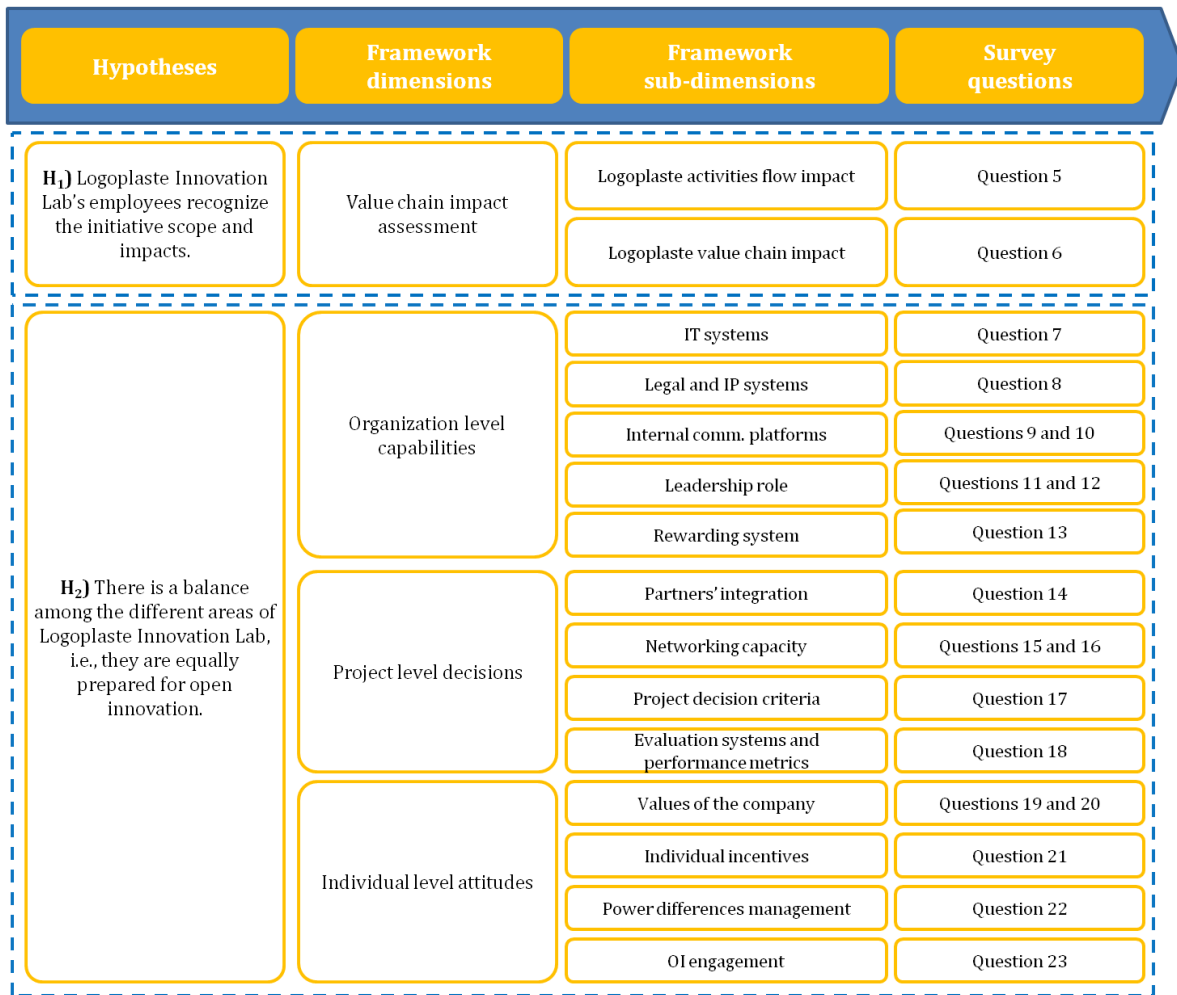 Hypotheses
Framework
dimensions
Framework
sub-dimensions
Survey
questions
H₁) Logoplaste Innovation
Lab’s employees recognize
the initiative scope and
impacts.
Value chain impact
assessment
Logoplaste activities flow impact
Question 5
Logoplaste value chain impact
Question 6
H₂) There is a balance
among the different areas of
Logoplaste Innovation Lab,
i.e., they are equally
prepared for open
innovation.
Organization level
capabilities
IT systems
Question 7
Legal and IP systems
Question 8
Internal comm. platforms
Questions 9 and 10
Leadership role
Questions 11 and 12
Rewarding system
Question 13
Project level decisions
Partners’ integration
Question 14
Networking capacity
Questions 15 and 16
Project decision criteria
Question 17
Evaluation systems and
performance metrics
Question 18
Individual level attitudes
Values of the company
Questions 19 and 20
Individual incentives
Question 21
Power differences management
Question 22
OI engagement
Question 23